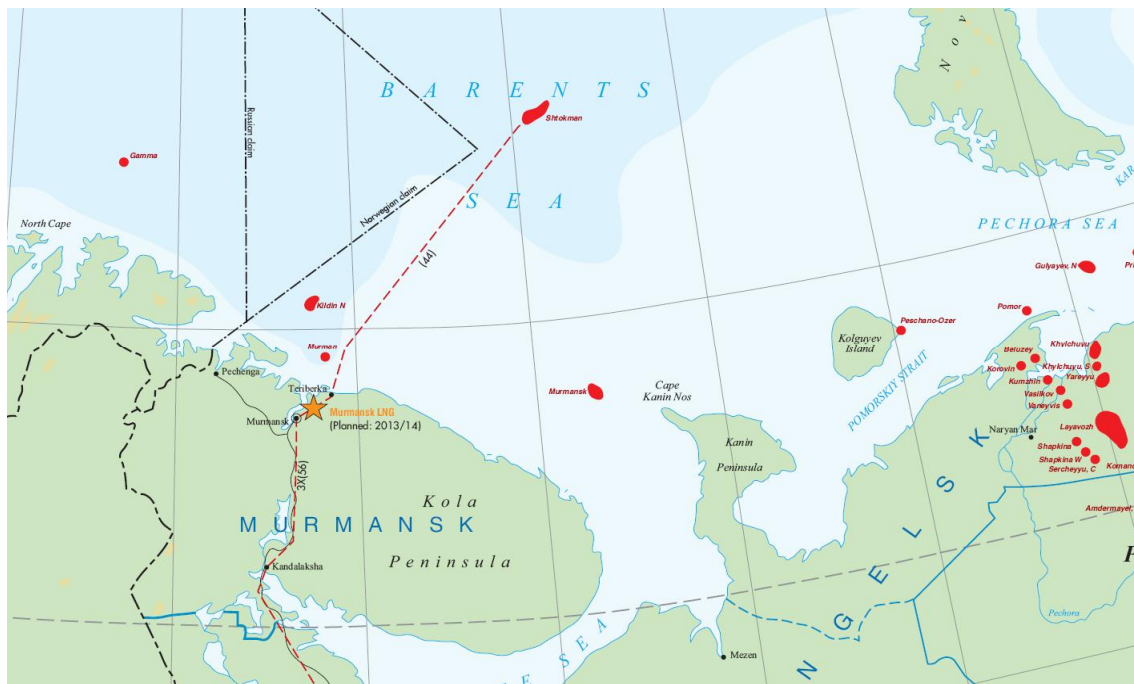 B A R E N T S
S E A
N o v
KAR
PECHORA SEA
Russian claim
Norwegian claim
Gamma
Shtokman
North Cape
(44)
Kildin N
Murman
Pechenga
Teriberka
Murmansk LNG
(Planned: 2013/14)
Murmansk
3X(56)
Murmansk
Cape
Kanin Nos
Kanin
Peninsula
Kolguyev
Island
Peschano-Ozer
POMORSKIY STRAIT
Gulyayev, N
Pomor
Korovin
Kumzhin
Vasilkov
Vaneyvis
Khylchuyu, S
Yareyyu
Layavozh
Naryan Mar
Shapkina
Shapkina W
Sercheyyu, C
Amdermayel
Kola
Peninsula
MURMANSK
Kandalaksha
E S E A
Mezen
N G E L S K
Pechora
P